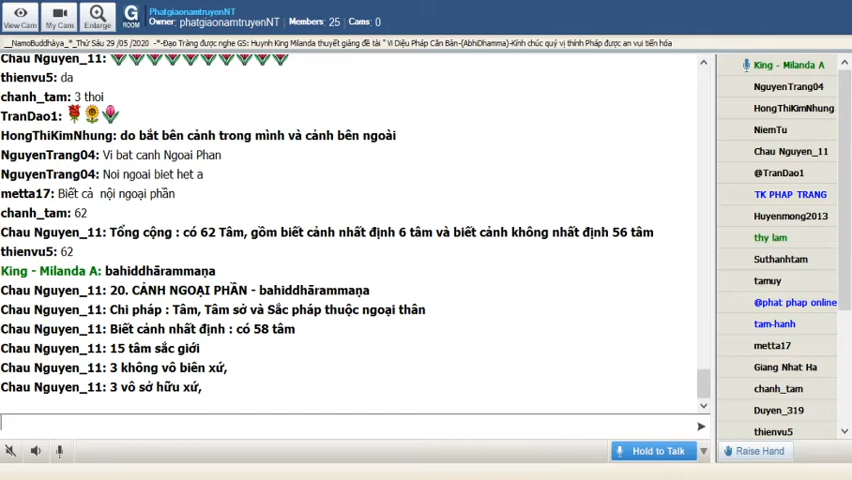 View Cam
My Cams
Enlarge
G
ROOM
PhatgiaonamtruyenNT
Owner: phatgiaonamtruyenNT Members: 25 Cams: 0
__NamoBuddhàya_*_Thứ Sáu 29 /05 /2020 -*-Đạo Tràng được nghe GS: Huynh King Milanda thuyết giảng đề tài " Vi Diệu Pháp Căn Bản-(AbhiDhamma)-Kính chúc quý vị thính Pháp được an vui tiến hóa
Chau Nguyen_11:
thienvu5: da
chanh_tam: 3 thoi
TranDao1:
HongThiKimNhung: do bắt bên cảnh trong mình và cảnh bên ngoài
NguyenTrang04: Vi bat canh Ngoai Phan
NguyenTrang04: Noi ngoai biet het a
metta17: Biết cả nội ngoại phần
chanh_tam: 62
Chau Nguyen_11: Tổng cộng : có 62 Tâm, gồm biết cảnh nhất định 6 tâm và biết cảnh không nhất định 56 tâm
thienvu5: 62
King - Milanda A: bahiddhārammaṇa
Chau Nguyen_11: 20. CẢNH NGOẠI PHẦN - bahiddhārammaṇa
Chau Nguyen_11: Chi pháp : Tâm, Tâm sở và Sắc pháp thuộc ngoại thân
Chau Nguyen_11: Biết cảnh nhất định : có 58 tâm
Chau Nguyen_11: 15 tâm sắc giới
Chau Nguyen_11: 3 không vô biên xứ,
Chau Nguyen_11: 3 vô sở hữu xứ,
Hold to Talk
King - Milanda A
NguyenTrang04
HongThiKimNhung
NiemTu
Chau Nguyen_11
@TranDao1
TK PHAP TRANG
Huyenmong2013
thy lam
Suthanhtam
tamuy
@phat phap online
tam-hanh
metta17
Giang Nhat Ha
chanh_tam
Duyen_319
thienvu5
Raise Hand